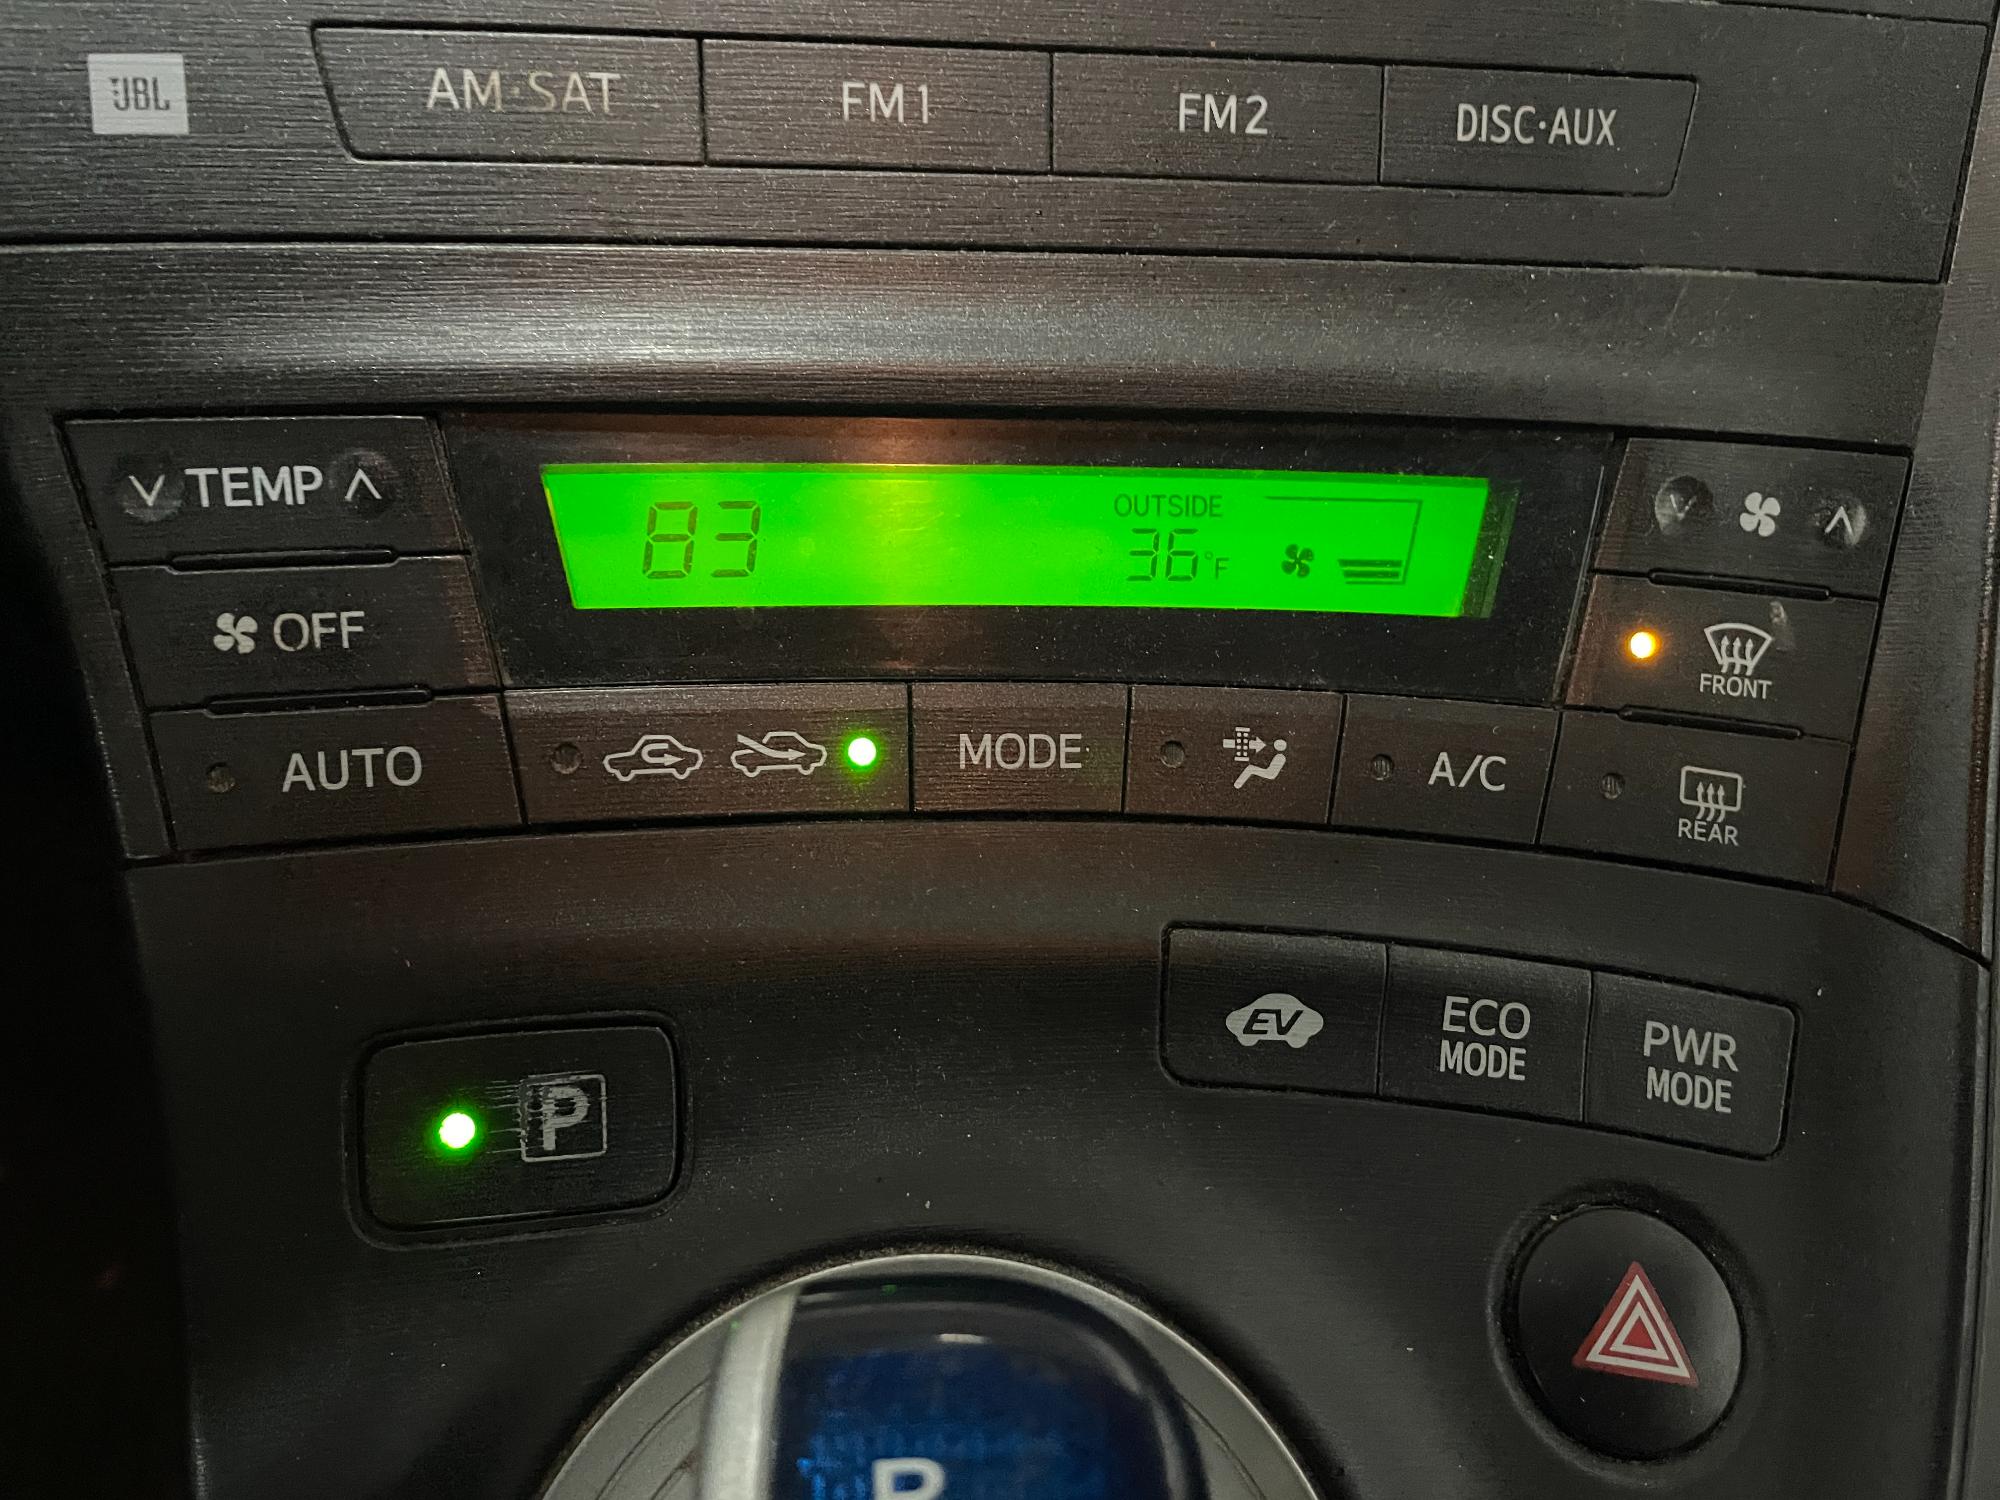 JBL
AM·SAT
FM1
FM2
DISC·AUX
TEMP
83
OUTSIDE
36°F
OFF
FRONT
AUTO
MODE
A/C
REAR
EV
ECO
MODE
PWR
MODE
P
P